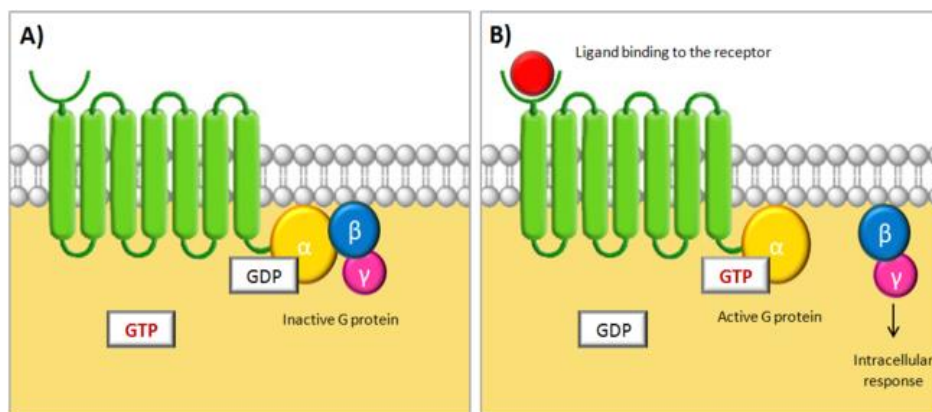 A)
α
β
γ
GDP
Inactive G protein
GTP
B)
Ligand binding to the receptor
α
β
γ
GTP
Active G protein
GDP
Intracellular
response